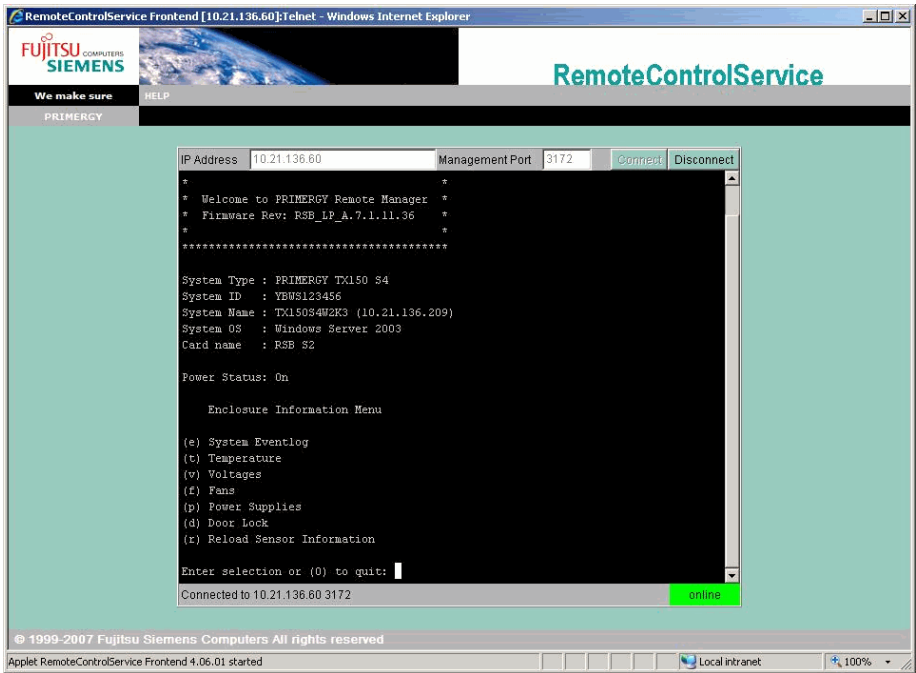 RemoteControlService Frontend [10.21.136.60]:Telnet - Windows Internet Explorer
FUJITSU COMPUTERS
SIEMENS
RemoteControlService
We make sure
HELP
PRIMERGY
IP Address 10.21.136.60 Management Port 3172 Connect Disconnect
* *
* Welcome to PRIMERGY Remote Manager *
* Firmware Rev: RSB_LP_A.7.1.11.36 *
* *
****************************************
System Type : PRIMERGY TX150 S4
System ID : YBWS123456
System Name : TX150S4W2K3 (10.21.136.209)
System OS : Windows Server 2003
Card name : RSB S2
Power Status: On
Enclosure Information Menu
(e) System Eventlog
(t) Temperature
(v) Voltages
(f) Fans
(p) Power Supplies
(d) Door Lock
(r) Reload Sensor Information
Enter selection or (0) to quit:
Connected to 10.21.136.60 3172 online
© 1999-2007 Fujitsu Siemens Computers All rights reserved
Applet RemoteControlService Frontend 4.06.01 started Local intranet 100%